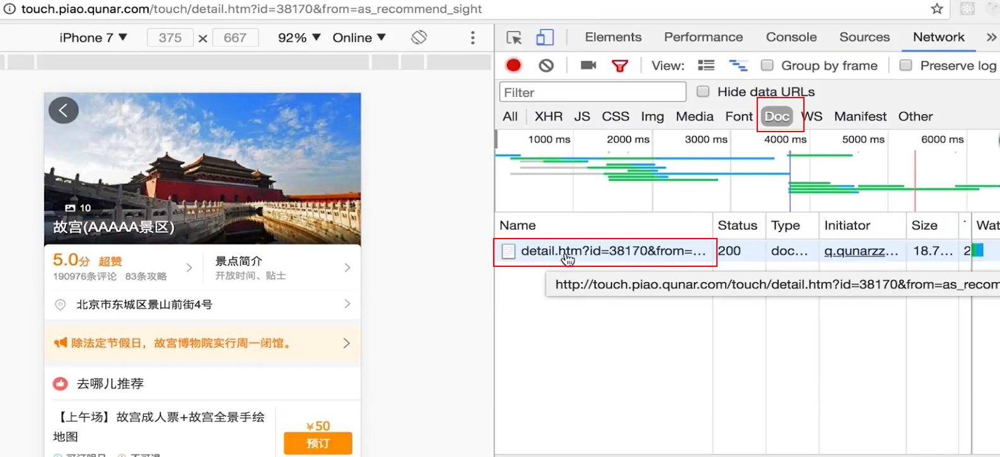 touch.piao.qunar.com/touch/detail.htm?id=38170&from=as_recommend_sight
iPhone 7 ▼ 375 × 667 92% ▼ Online ▼
Elements Performance Console Sources Network »
View: Group by frame Preserve log
Filter Hide data URLs
All XHR JS CSS Img Media Font Doc WS Manifest Other
1000 ms 2000 ms 3000 ms 4000 ms 5000 ms 6000 ms
Name Status Type Initiator Size Wat
detail.htm?id=38170&from=… 200 doc… q.qunarzz… 18.7… 2
http://touch.piao.qunar.com/touch/detail.htm?id=38170&from=as_recom
10
故宫(AAAAA景区)
5.0分 超赞
190976条评论 83条攻略
景点简介
开放时间、贴士
北京市东城区景山前街4号
除法定节假日，故宫博物院实行周一闭馆。
去哪儿推荐
【上午场】故宫成人票+故宫全景手绘
地图
¥50
预订